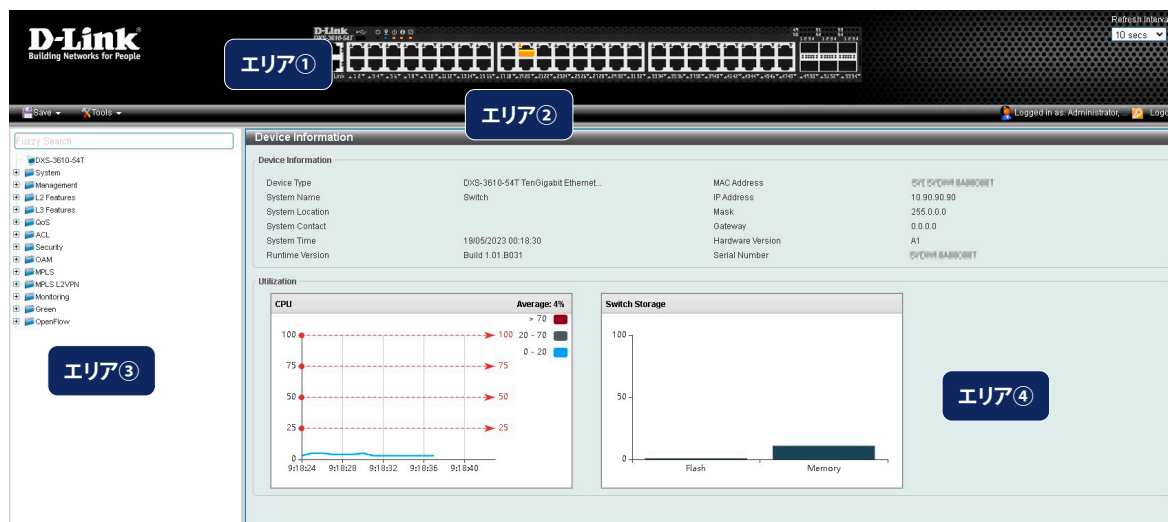 D-Link
Building Networks for People
D-Link
DXS-3610-54T
エリア①
エリア②
Refresh Interva
10 secs
Save
Tools
Logged in as: Administrator, ...
Logo
Fuzzy Search
DXS-3610-54T
System
Management
L2 Features
L3 Features
QoS
ACL
Security
OAM
MPLS
MPLS L2VPN
Monitoring
Green
OpenFlow
エリア③
Device Information
Device Information
Device Type DXS-3610-54T TenGigabit Ethernet... MAC Address
System Name Switch IP Address 10.90.90.90
System Location Mask 255.0.0.0
System Contact Gateway 0.0.0.0
System Time 19/05/2023 00:18:30 Hardware Version A1
Runtime Version Build 1.01.B031 Serial Number
Utilization
CPU Average: 4%
> 70
20 - 70
0 - 20
100 100
75 75
50 50
25 25
0
9:18:24 9:18:28 9:18:32 9:18:36 9:18:40
Switch Storage
100
50
0
Flash Memory
エリア④